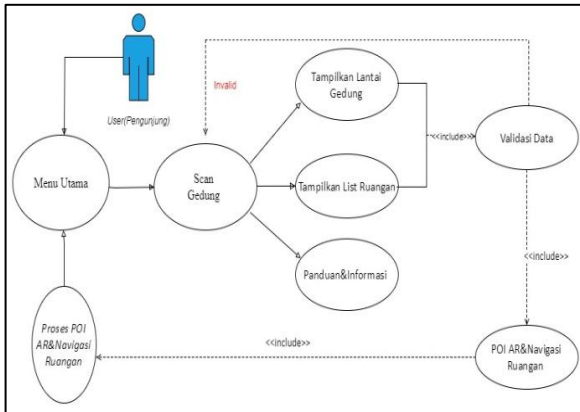 User(Pengunjung)
Invalid
Tampilkan Lantai
Gedung
<<include>>
Validasi Data
Menu Utama
Scan
Gedung
Tampilkan List Ruangan
Panduan&Informasi
<<include>>
Proses POI
AR&Navigasi
Ruangan
<<include>>
POI AR&Navigasi
Ruangan